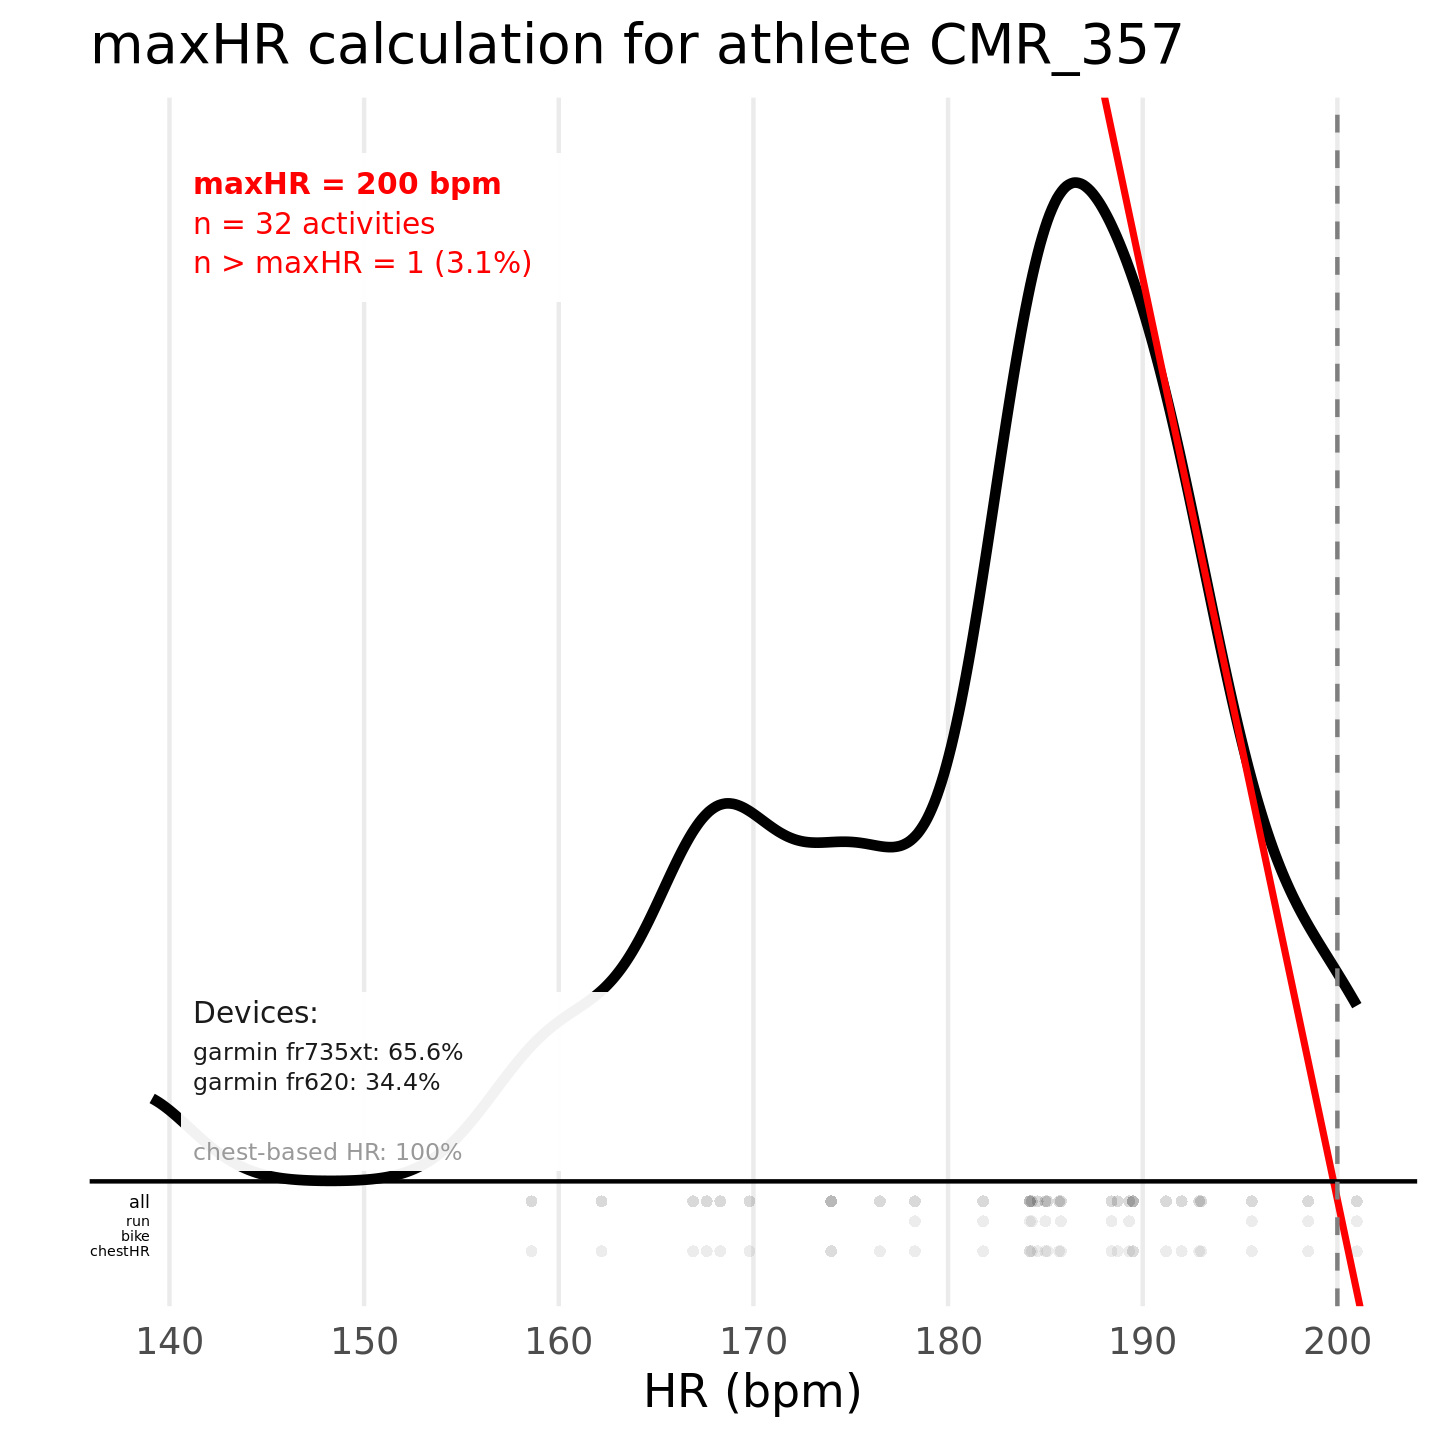 maxHR calculation for athlete CMR_357
maxHR = 200 bpm
n = 32 activities
n > maxHR = 1 (3.1%)
Devices:
garmin fr735xt: 65.6%
garmin fr620: 34.4%
chest-based HR: 100%
all
run
bike
chestHR
140 150 160 170 180 190 200
HR (bpm)